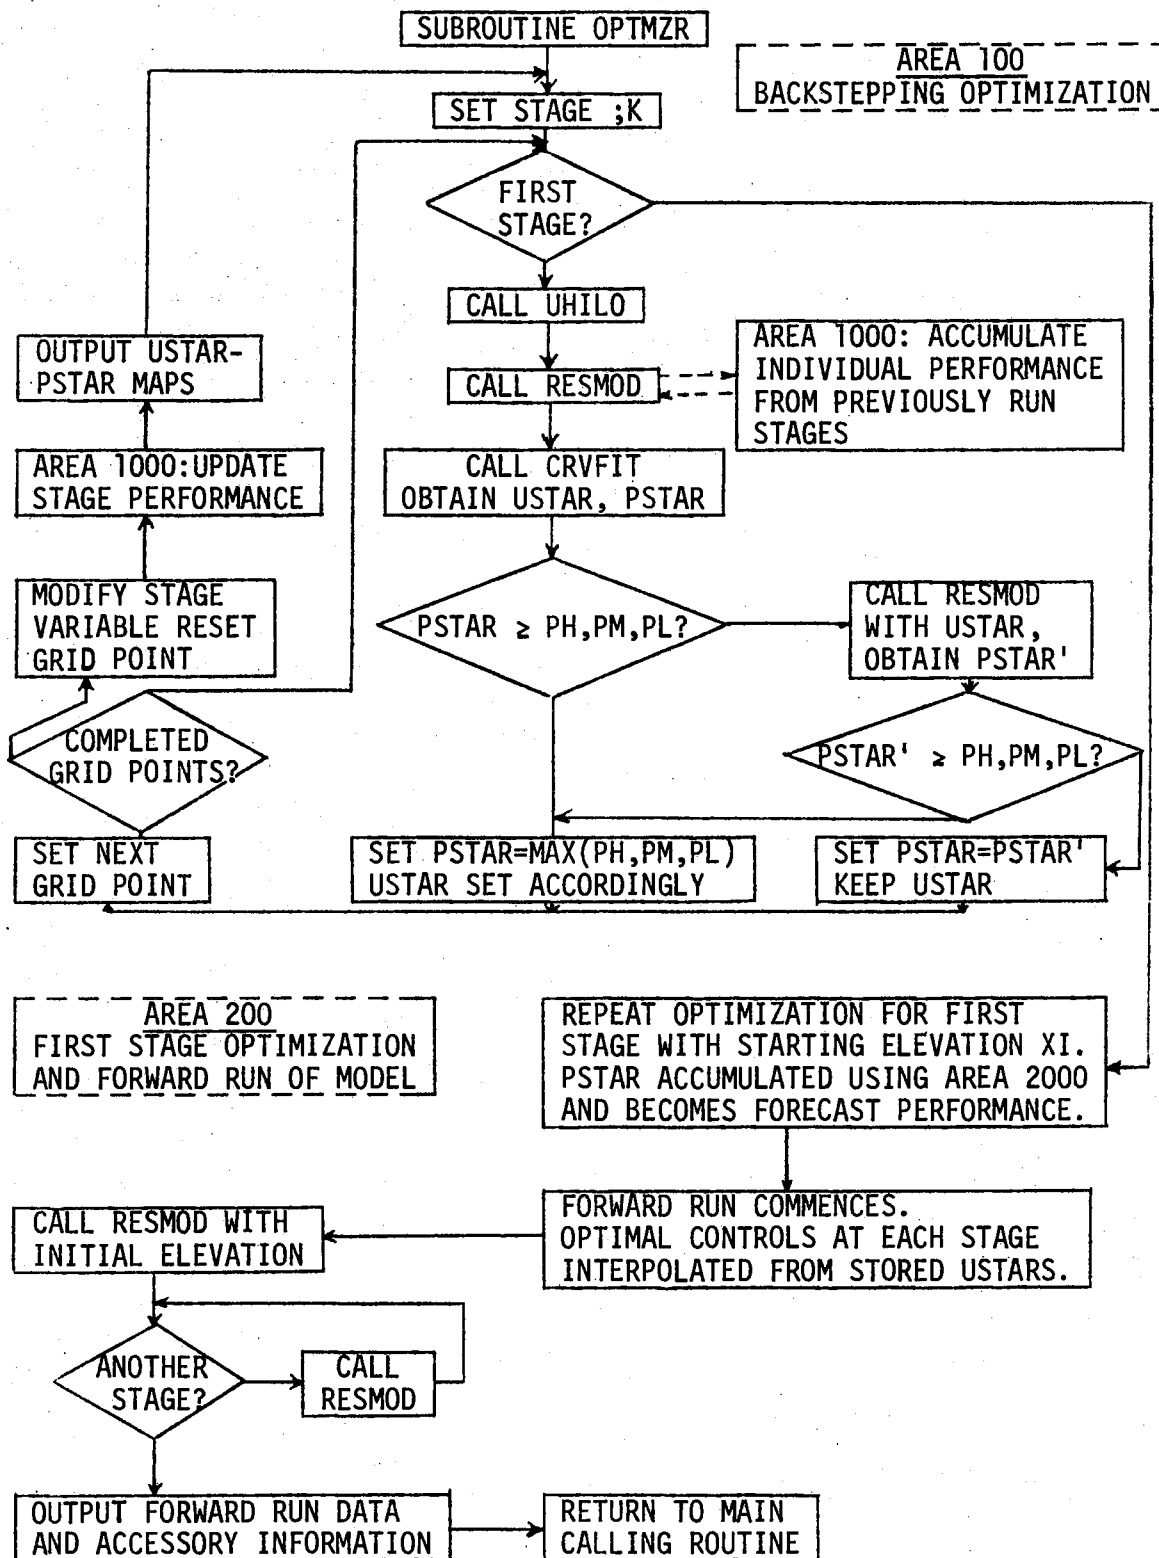 SUBROUTINE OPTMZR
AREA 100
BACKSTEPPING OPTIMIZATION
SET STAGE ;K
FIRST
STAGE?
CALL UHILO
OUTPUT USTAR-
PSTAR MAPS
CALL RESMOD
AREA 1000: ACCUMULATE
INDIVIDUAL PERFORMANCE
FROM PREVIOUSLY RUN
STAGES
AREA 1000:UPDATE
STAGE PERFORMANCE
CALL CRVFIT
OBTAIN USTAR, PSTAR
MODIFY STAGE
VARIABLE RESET
GRID POINT
PSTAR ≥ PH,PM,PL?
CALL RESMOD
WITH USTAR,
OBTAIN PSTAR'
COMPLETED
GRID POINTS?
PSTAR' ≥ PH,PM,PL?
SET NEXT
GRID POINT
SET PSTAR=MAX(PH,PM,PL)
USTAR SET ACCORDINGLY
SET PSTAR=PSTAR'
KEEP USTAR
AREA 200
FIRST STAGE OPTIMIZATION
AND FORWARD RUN OF MODEL
REPEAT OPTIMIZATION FOR FIRST
STAGE WITH STARTING ELEVATION XI.
PSTAR ACCUMULATED USING AREA 2000
AND BECOMES FORECAST PERFORMANCE.
CALL RESMOD WITH
INITIAL ELEVATION
FORWARD RUN COMMENCES.
OPTIMAL CONTROLS AT EACH STAGE
INTERPOLATED FROM STORED USTARS.
ANOTHER
STAGE?
CALL
RESMOD
OUTPUT FORWARD RUN DATA
AND ACCESSORY INFORMATION
RETURN TO MAIN
CALLING ROUTINE